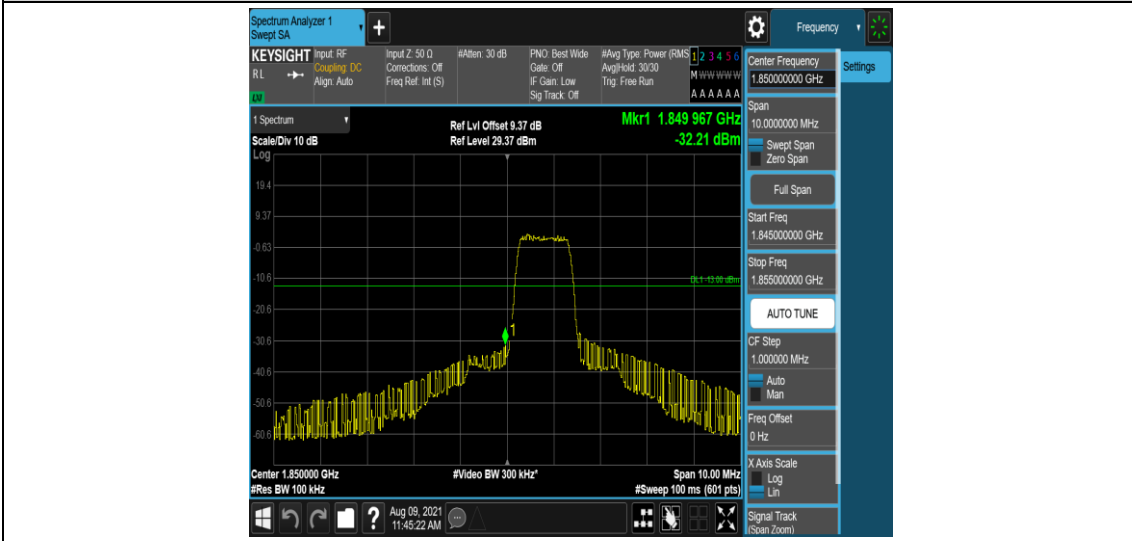 Spectrum Analyzer 1
Swept SA
+
Frequency
KEYSIGHT
RL
Input: RF
Coupling: DC
Align: Auto
Input Z: 50 Ω
Corrections: Off
Freq Ref: Int (S)
#Atten: 30 dB
PNO: Best Wide
Gate: Off
IF Gain: Low
Sig Track: Off
#Avg Type: Power (RMS
Avg|Hold: 30/30
Trig: Free Run
1 2 3 4 5 6
M W W W W W
A A A A A A
1 Spectrum
Scale/Div 10 dB
Log
Ref Lvl Offset 9.37 dB
Ref Level 29.37 dBm
Mkr1 1.849 967 GHz
-32.21 dBm
19.4
9.37
-0.63
-10.6
DL1 -13.00 dBm
-20.6
1
-30.6
-40.6
-50.6
-60.6
Center 1.850000 GHz
#Res BW 100 kHz
#Video BW 300 kHz*
Span 10.00 MHz
#Sweep 100 ms (601 pts)
?
Aug 09, 2021
11:45:22 AM
Center Frequency
1.850000000 GHz
Settings
Span
10.0000000 MHz
Swept Span
Zero Span
Full Span
Start Freq
1.845000000 GHz
Stop Freq
1.855000000 GHz
AUTO TUNE
CF Step
1.000000 MHz
Auto
Man
Freq Offset
0 Hz
X Axis Scale
Log
Lin
Signal Track
(Span Zoom)